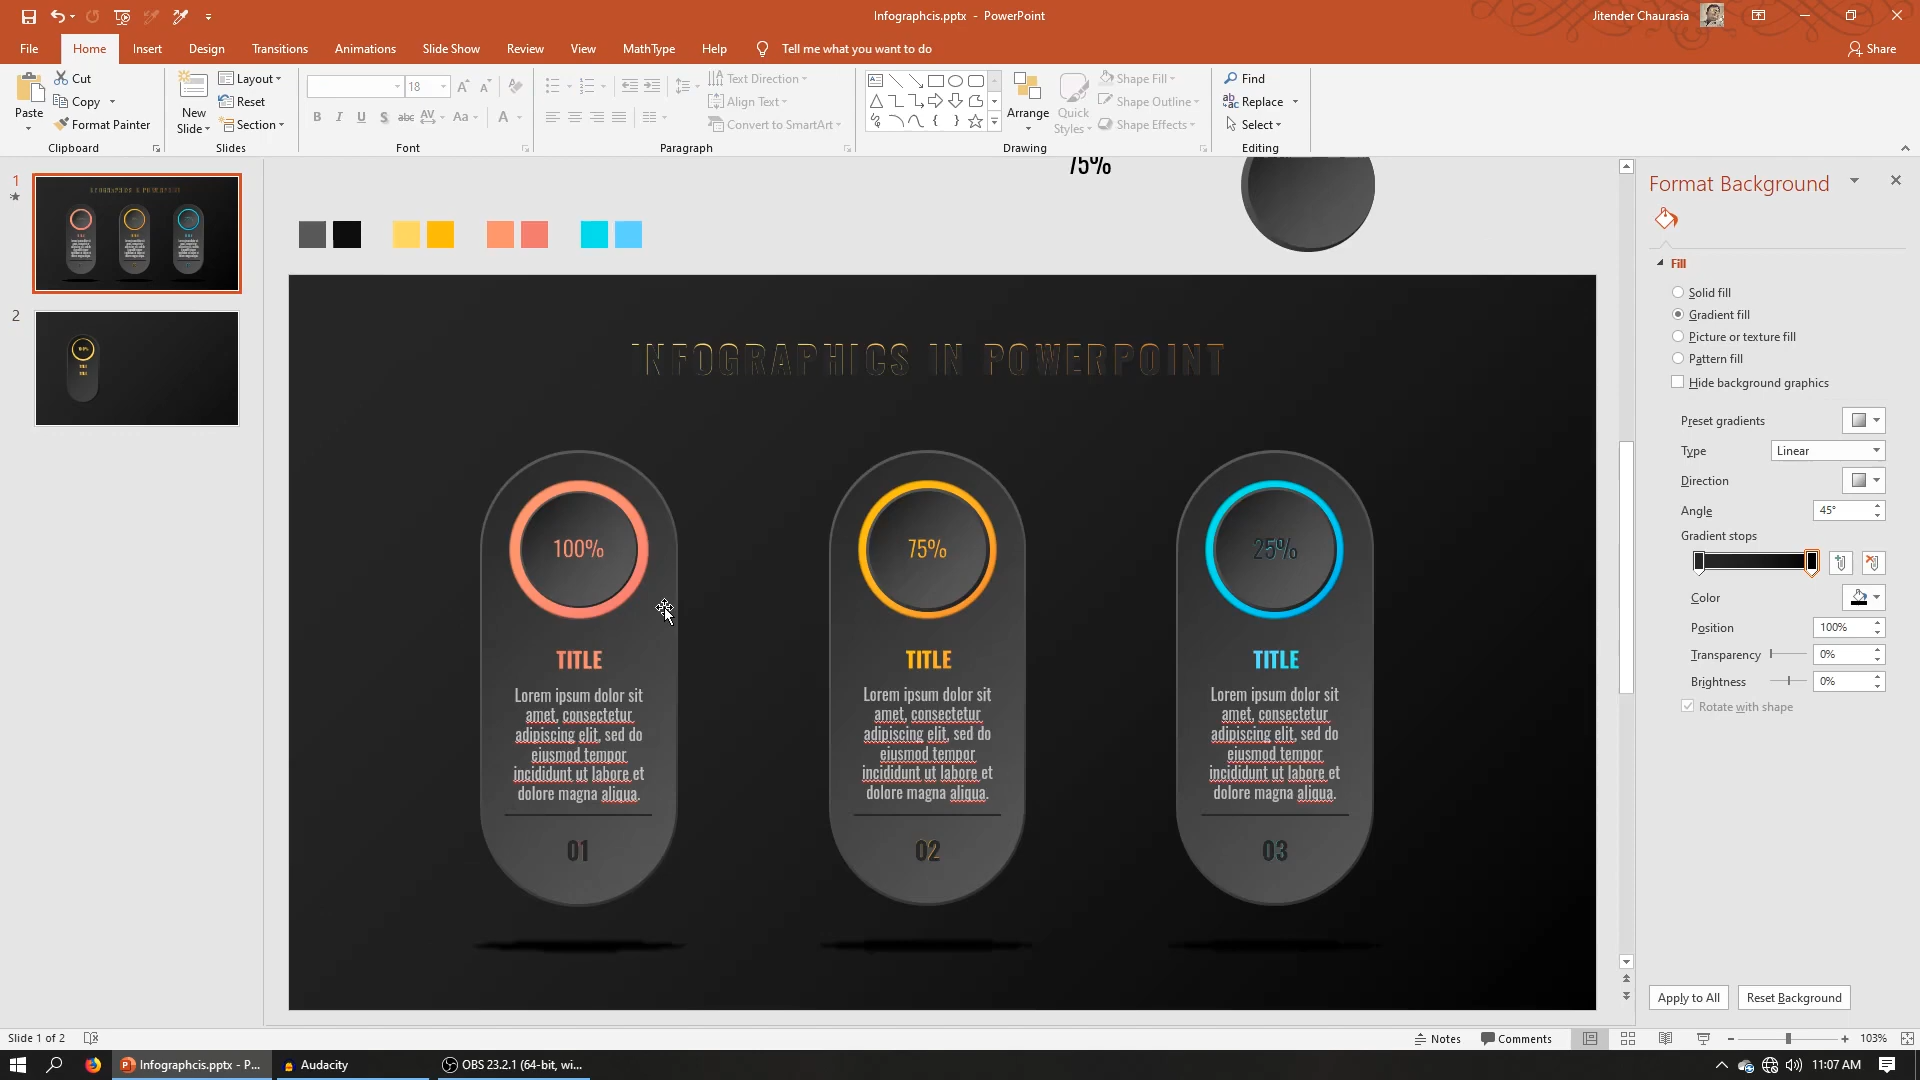 Infographcis.pptx - PowerPoint
Jitender Chaurasia
File Home Insert Design Transitions Animations Slide Show Review View MathType Help Tell me what you want to do Share
Paste
Cut
Copy
Format Painter
Clipboard
New Slide
Layout
Reset
Section
Slides
18
B I U S abc AV Aa A
Font
Text Direction
Align Text
Convert to SmartArt
Paragraph
Arrange
Quick Styles
Shape Fill
Shape Outline
Shape Effects
Drawing
Find
Replace
Select
Editing
1
2
75%
INFOGRAPHICS IN POWERPOINT
100%
TITLE
Lorem ipsum dolor sit
amet, consectetur
adipiscing elit, sed do
eiusmod tempor
incididunt ut labore et
dolore magna aliqua.
01
75%
TITLE
Lorem ipsum dolor sit
amet, consectetur
adipiscing elit, sed do
eiusmod tempor
incididunt ut labore et
dolore magna aliqua.
02
25%
TITLE
Lorem ipsum dolor sit
amet, consectetur
adipiscing elit, sed do
eiusmod tempor
incididunt ut labore et
dolore magna aliqua.
03
Format Background
Fill
Solid fill
Gradient fill
Picture or texture fill
Pattern fill
Hide background graphics
Preset gradients
Type Linear
Direction
Angle 45°
Gradient stops
Color
Position 100%
Transparency 0%
Brightness 0%
Rotate with shape
Apply to All Reset Background
Slide 1 of 2
Notes Comments 103%
Infographcis.pptx - P...
Audacity
OBS 23.2.1 (64-bit, wi...
11:07 AM